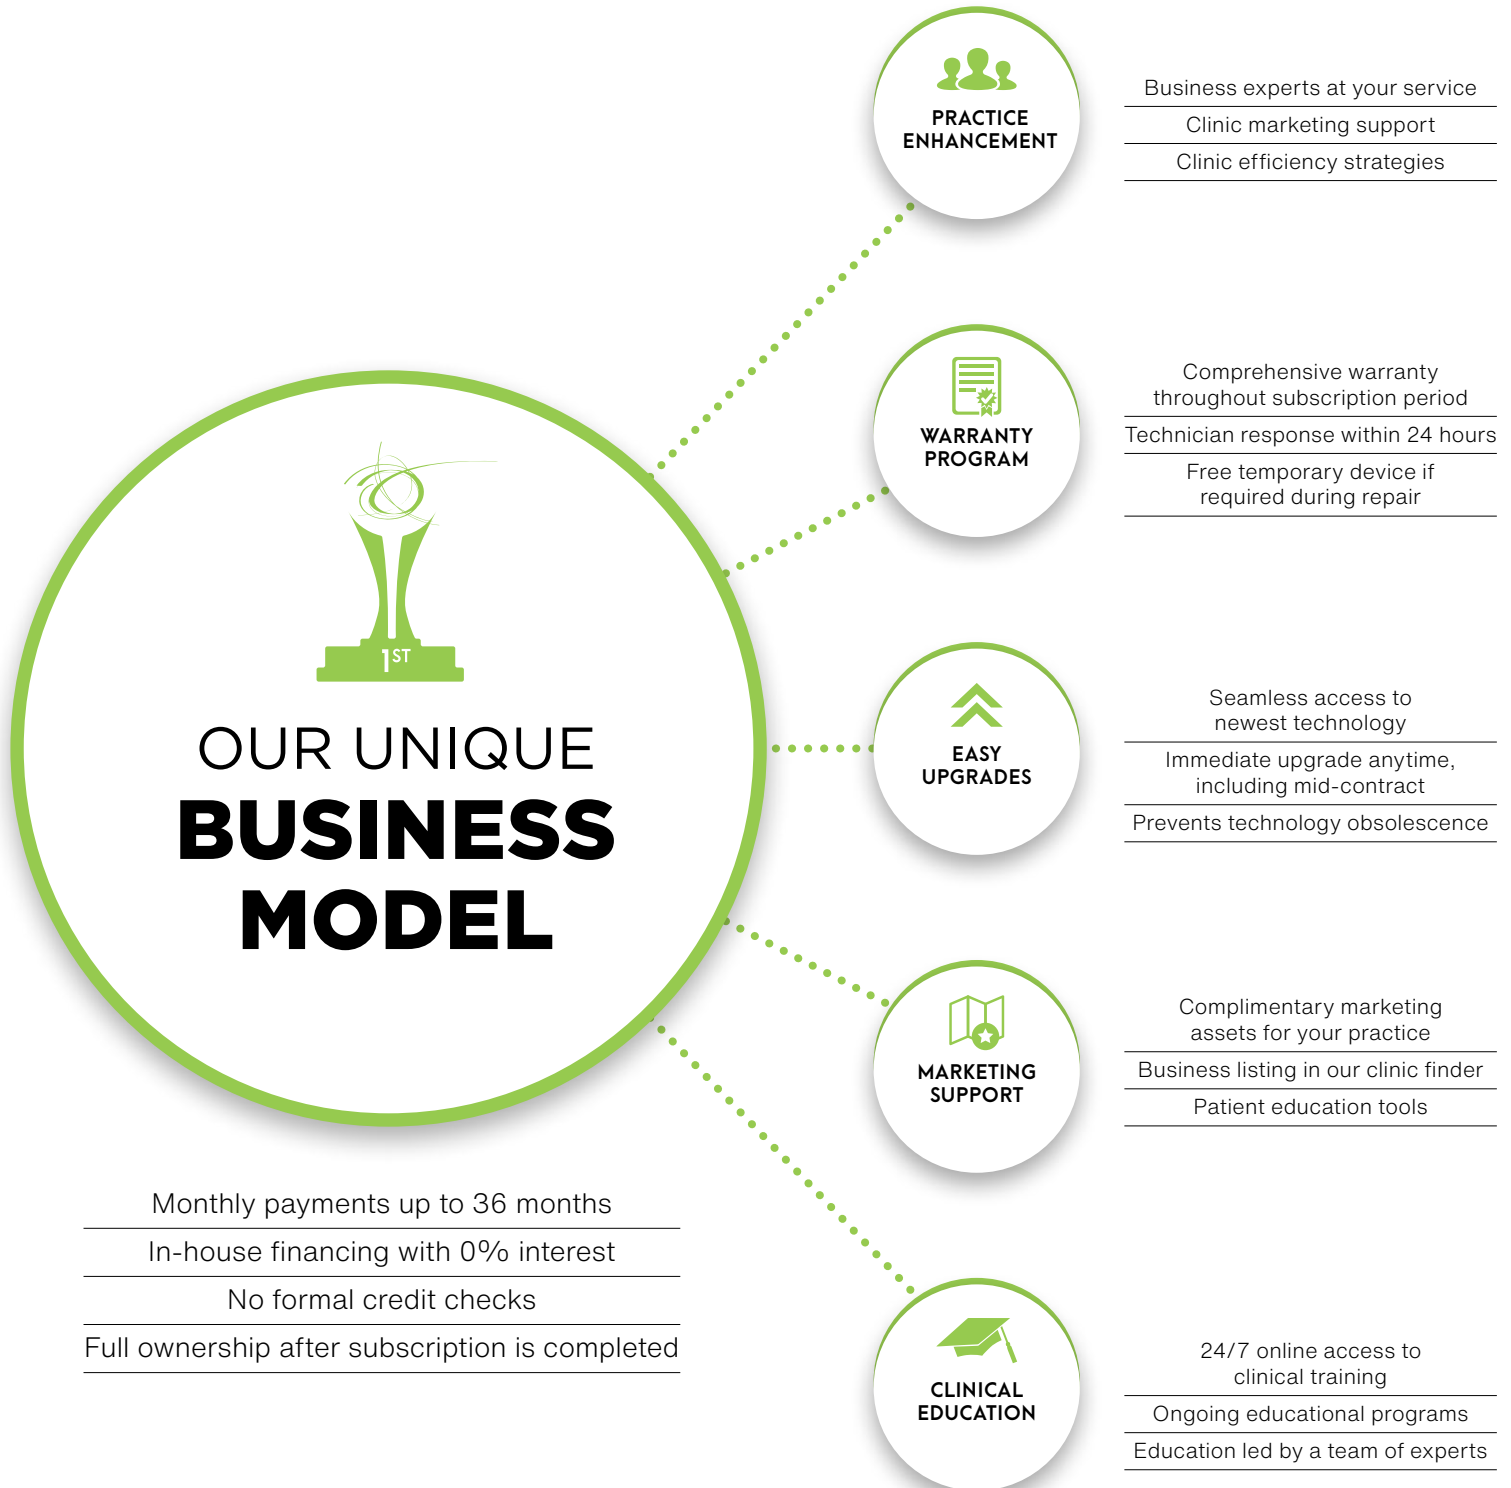 1ST
OUR UNIQUE
BUSINESS
MODEL
Monthly payments up to 36 months
In-house financing with 0% interest
No formal credit checks
Full ownership after subscription is completed
PRACTICE
ENHANCEMENT
Business experts at your service
Clinic marketing support
Clinic efficiency strategies
WARRANTY
PROGRAM
Comprehensive warranty
throughout subscription period
Technician response within 24 hours
Free temporary device if
required during repair
EASY
UPGRADES
Seamless access to
newest technology
Immediate upgrade anytime,
including mid-contract
Prevents technology obsolescence
MARKETING
SUPPORT
Complimentary marketing
assets for your practice
Business listing in our clinic finder
Patient education tools
CLINICAL
EDUCATION
24/7 online access to
clinical training
Ongoing educational programs
Education led by a team of experts